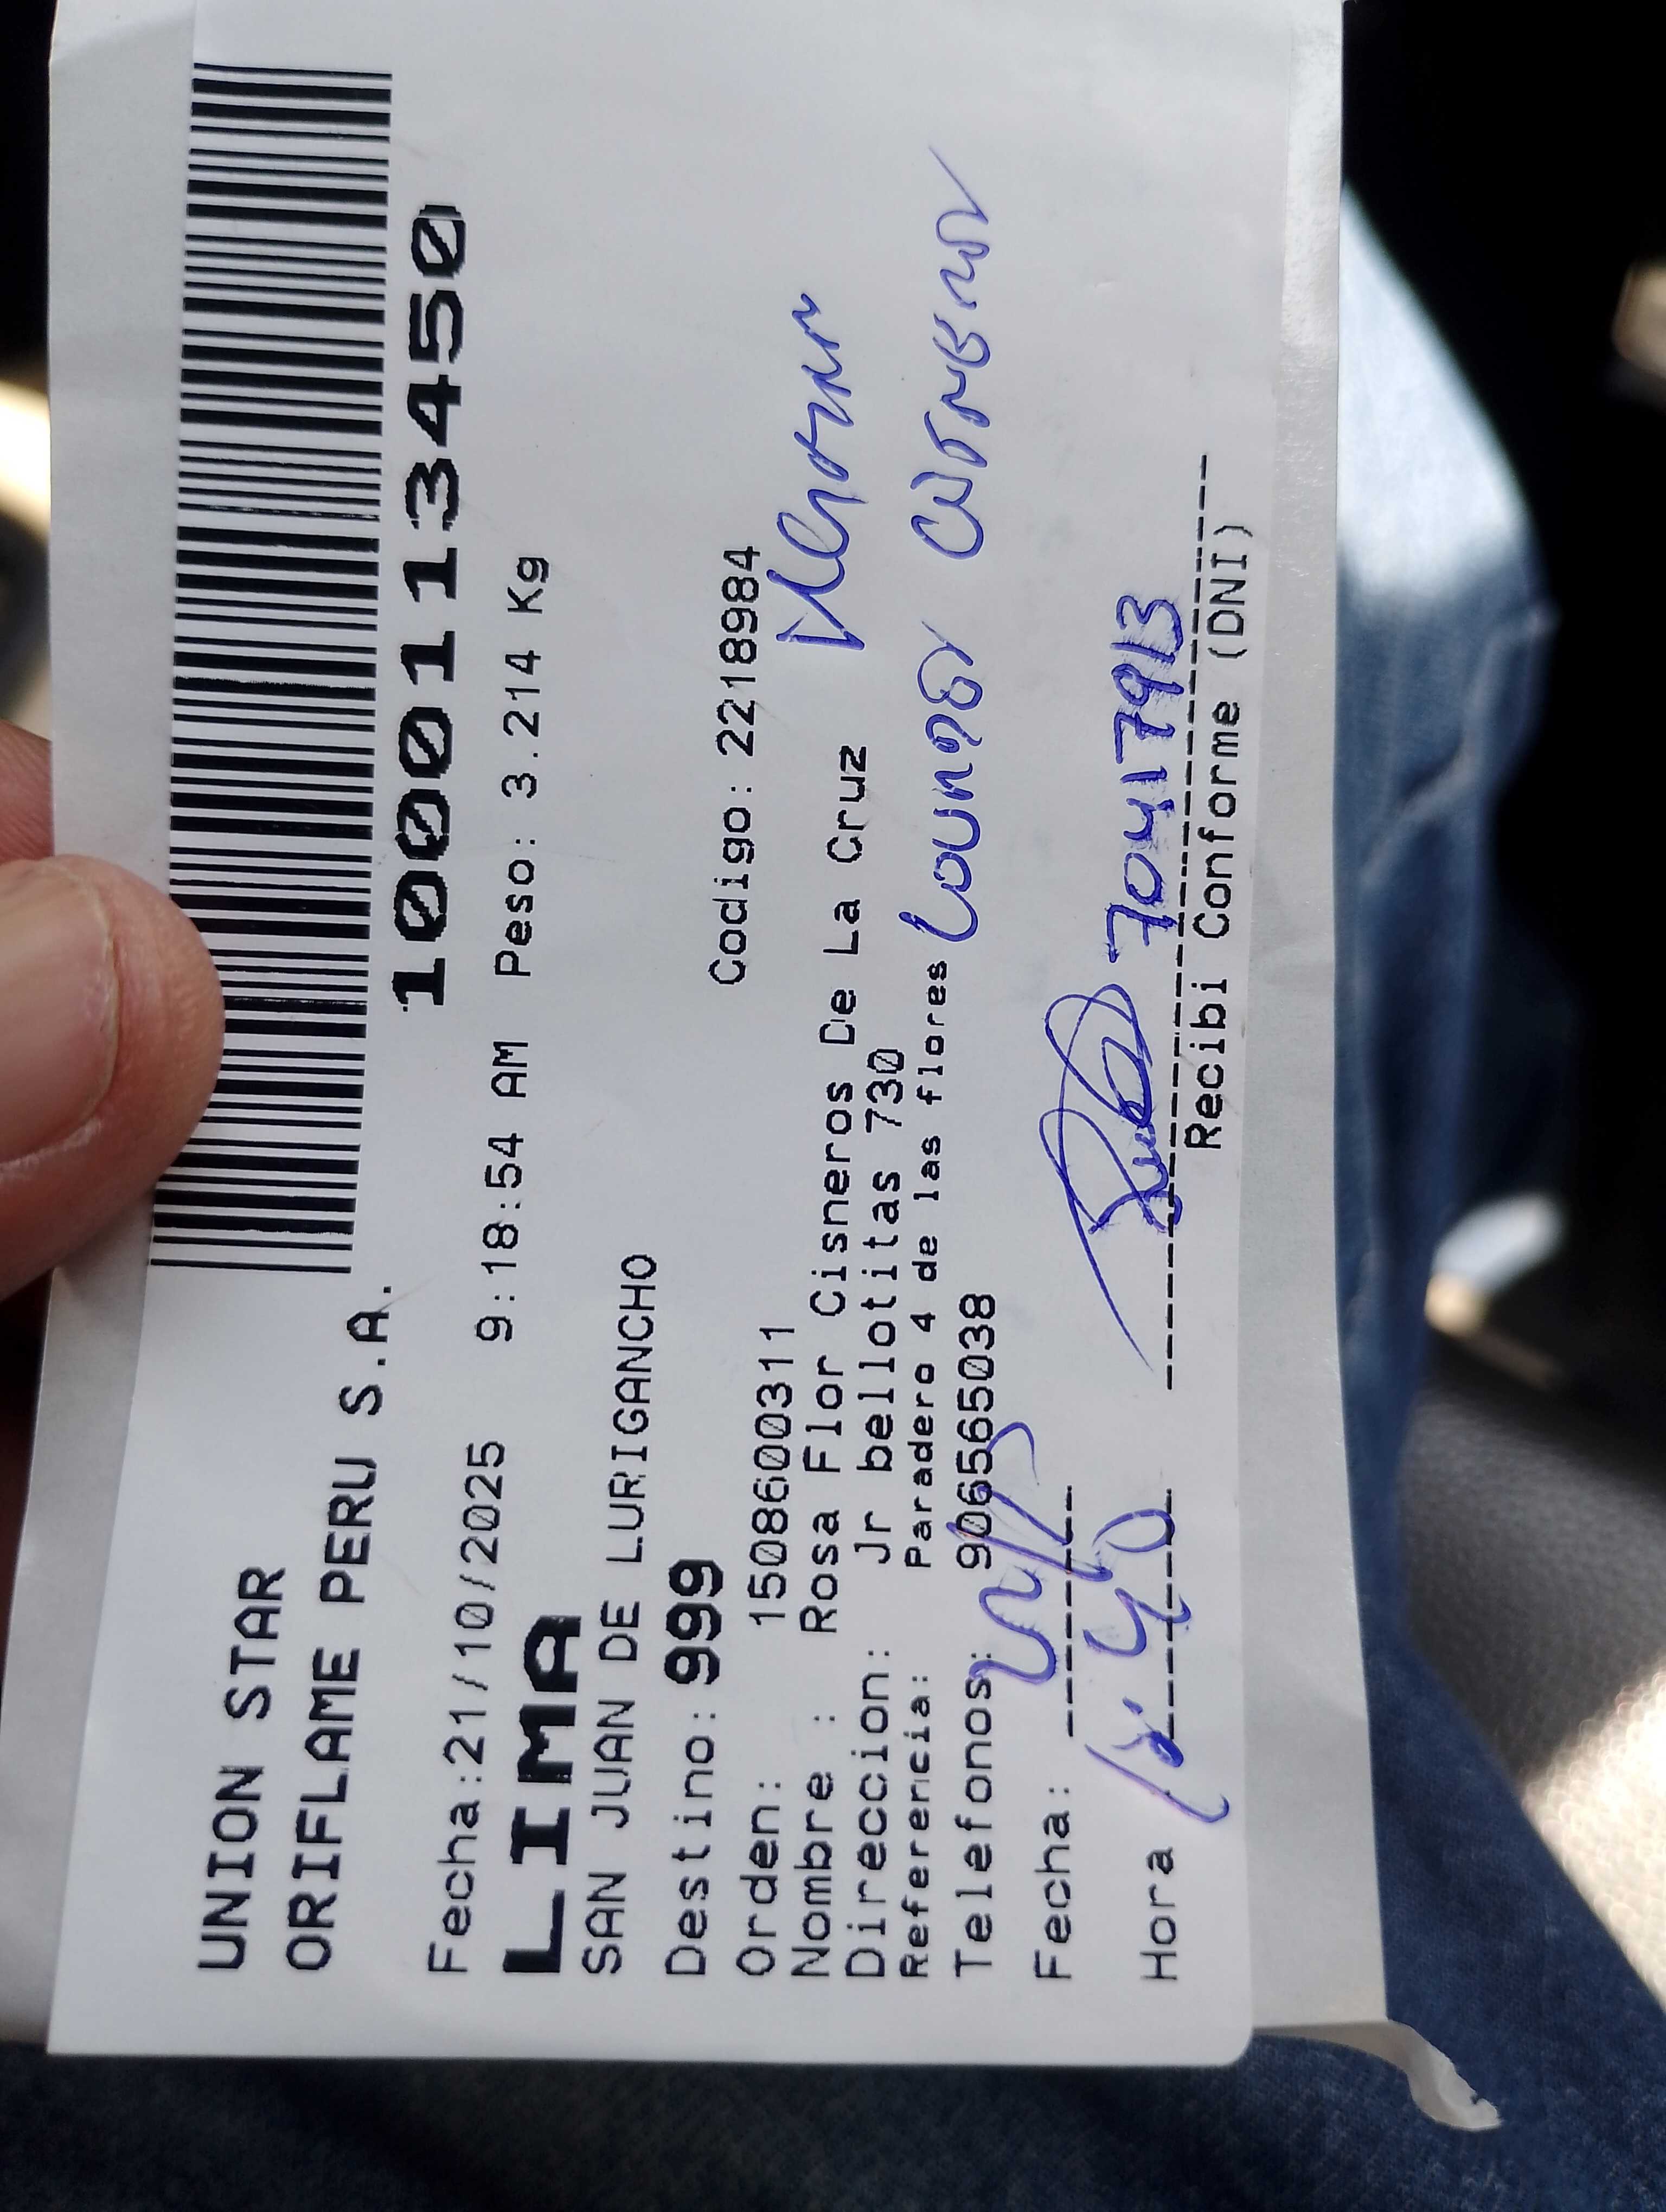 UNION STAR
ORIFLAME PERU S.A.
1000113450
Fecha:21/10/2025 9:18:54 AM Peso: 3.214 Kg
LIMA
SAN JUAN DE LURIGANCHO
Destino: 999
Orden: 1508600311 Codigo: 2218984
Nombre : Rosa Flor Cisneros De La Cruz
Direccion: Jr bellotitas 730
Referencia: Paradero 4 de las flores
Telefonos: 906565038
Fecha:
70417913
Hora
Recibi Conforme (DNI)